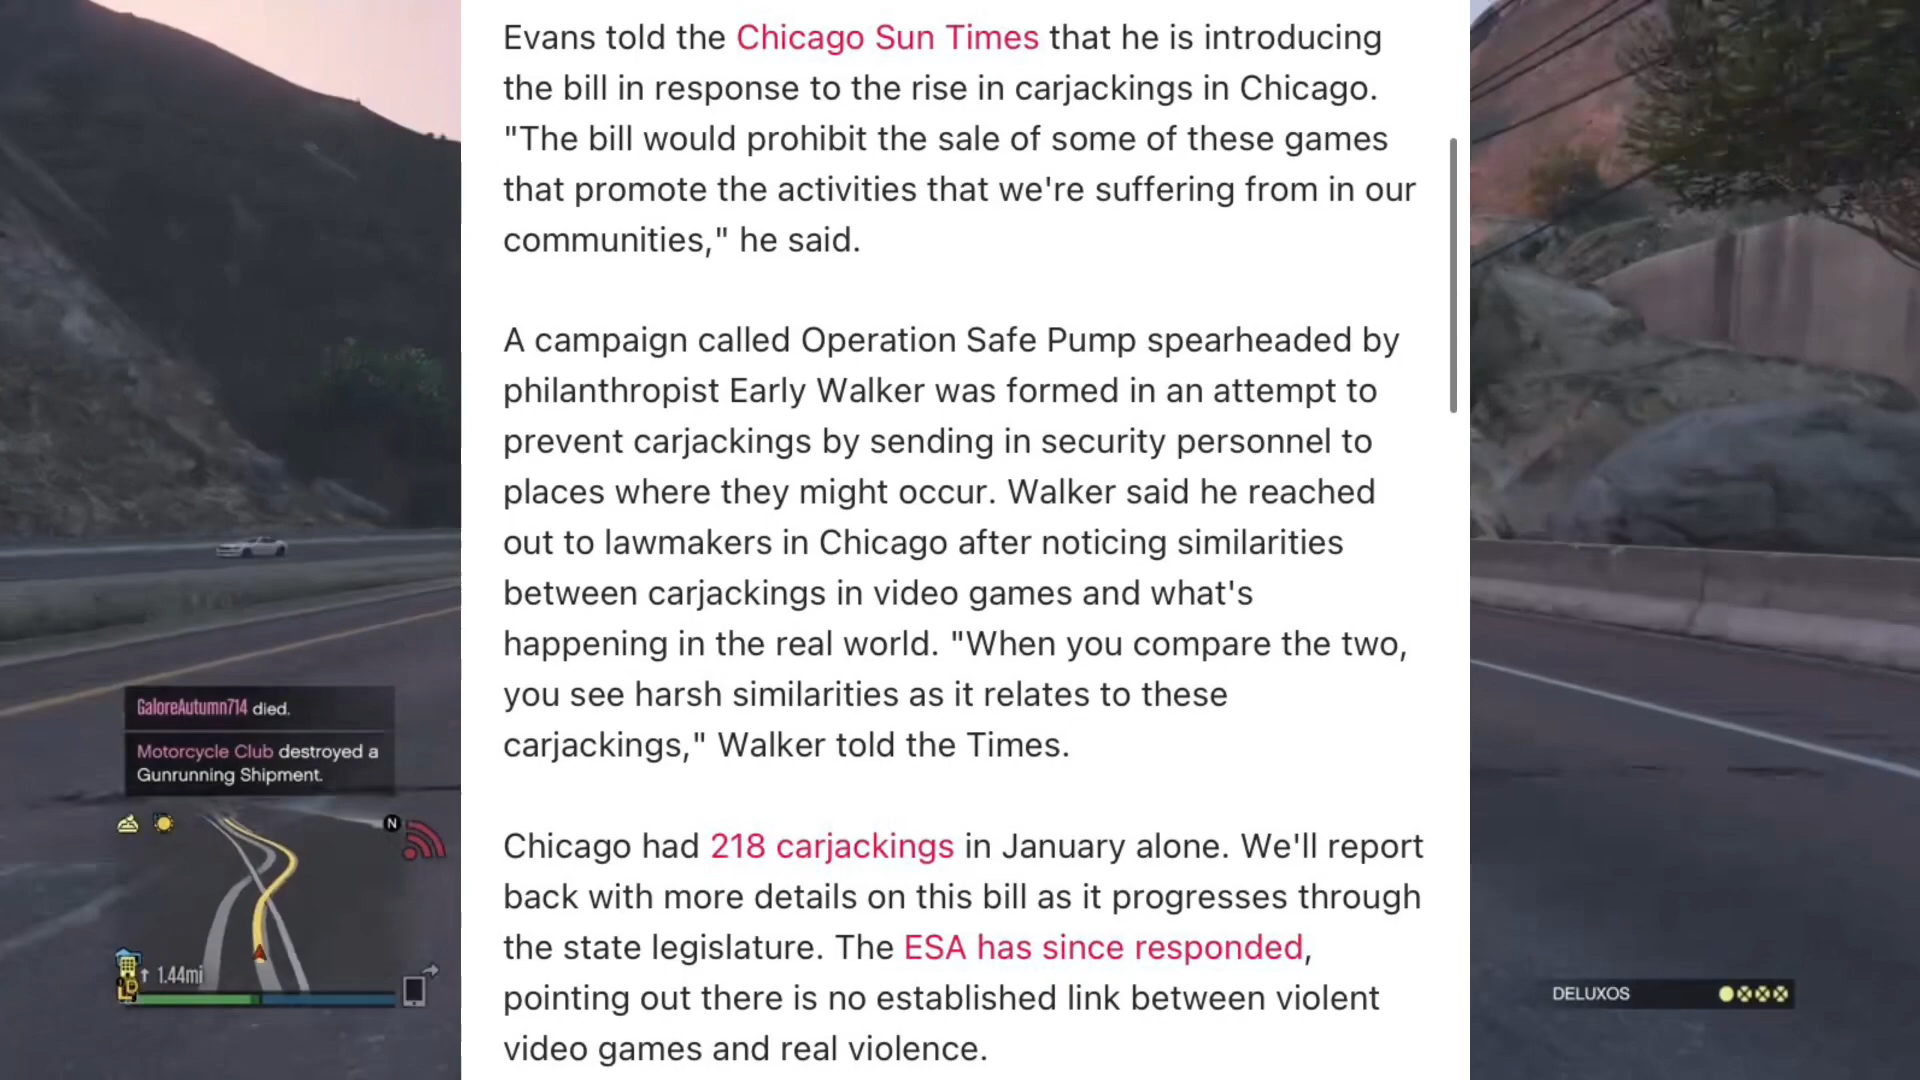 Evans told the Chicago Sun Times that he is introducing
the bill in response to the rise in carjackings in Chicago.
"The bill would prohibit the sale of some of these games
that promote the activities that we're suffering from in our
communities," he said.
A campaign called Operation Safe Pump spearheaded by
philanthropist Early Walker was formed in an attempt to
prevent carjackings by sending in security personnel to
places where they might occur. Walker said he reached
out to lawmakers in Chicago after noticing similarities
between carjackings in video games and what's
happening in the real world. "When you compare the two,
you see harsh similarities as it relates to these
carjackings," Walker told the Times.
Chicago had 218 carjackings in January alone. We'll report
back with more details on this bill as it progresses through
the state legislature. The ESA has since responded,
pointing out there is no established link between violent
video games and real violence.
GaloreAutumn714 died.
Motorcycle Club destroyed a
Gunrunning Shipment.
N
1.44mi
DELUXOS